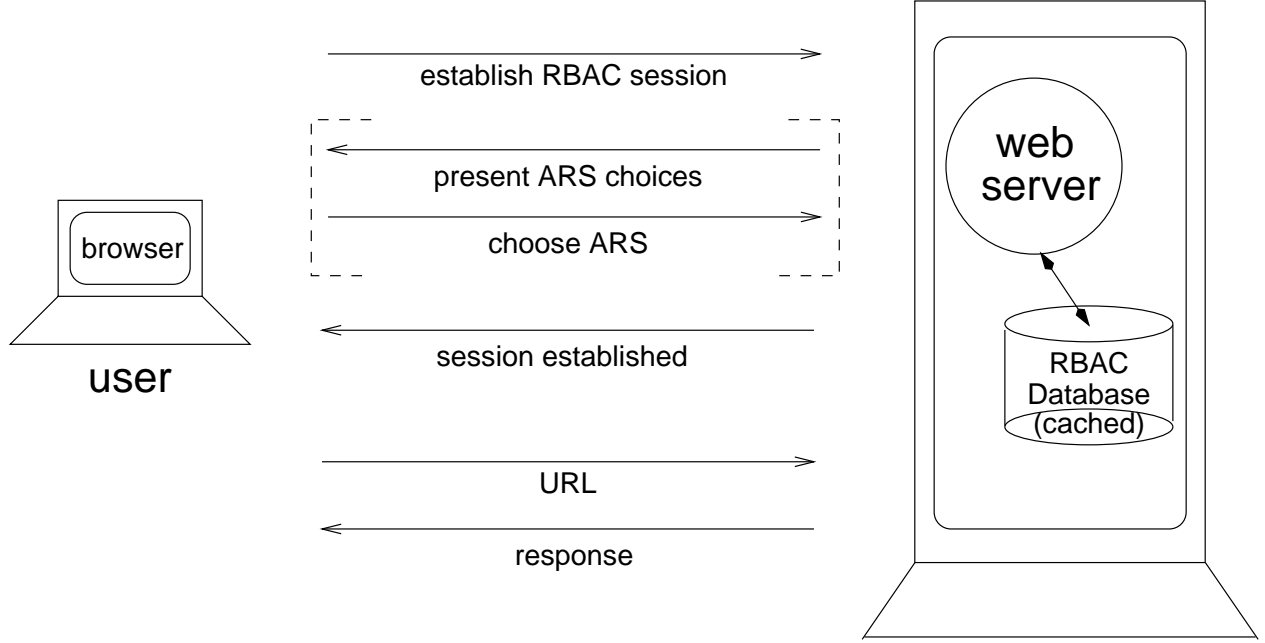 establish RBAC session
present ARS choices
choose ARS
session established
URL
response
browser
user
web
server
RBAC
Database
(cached)